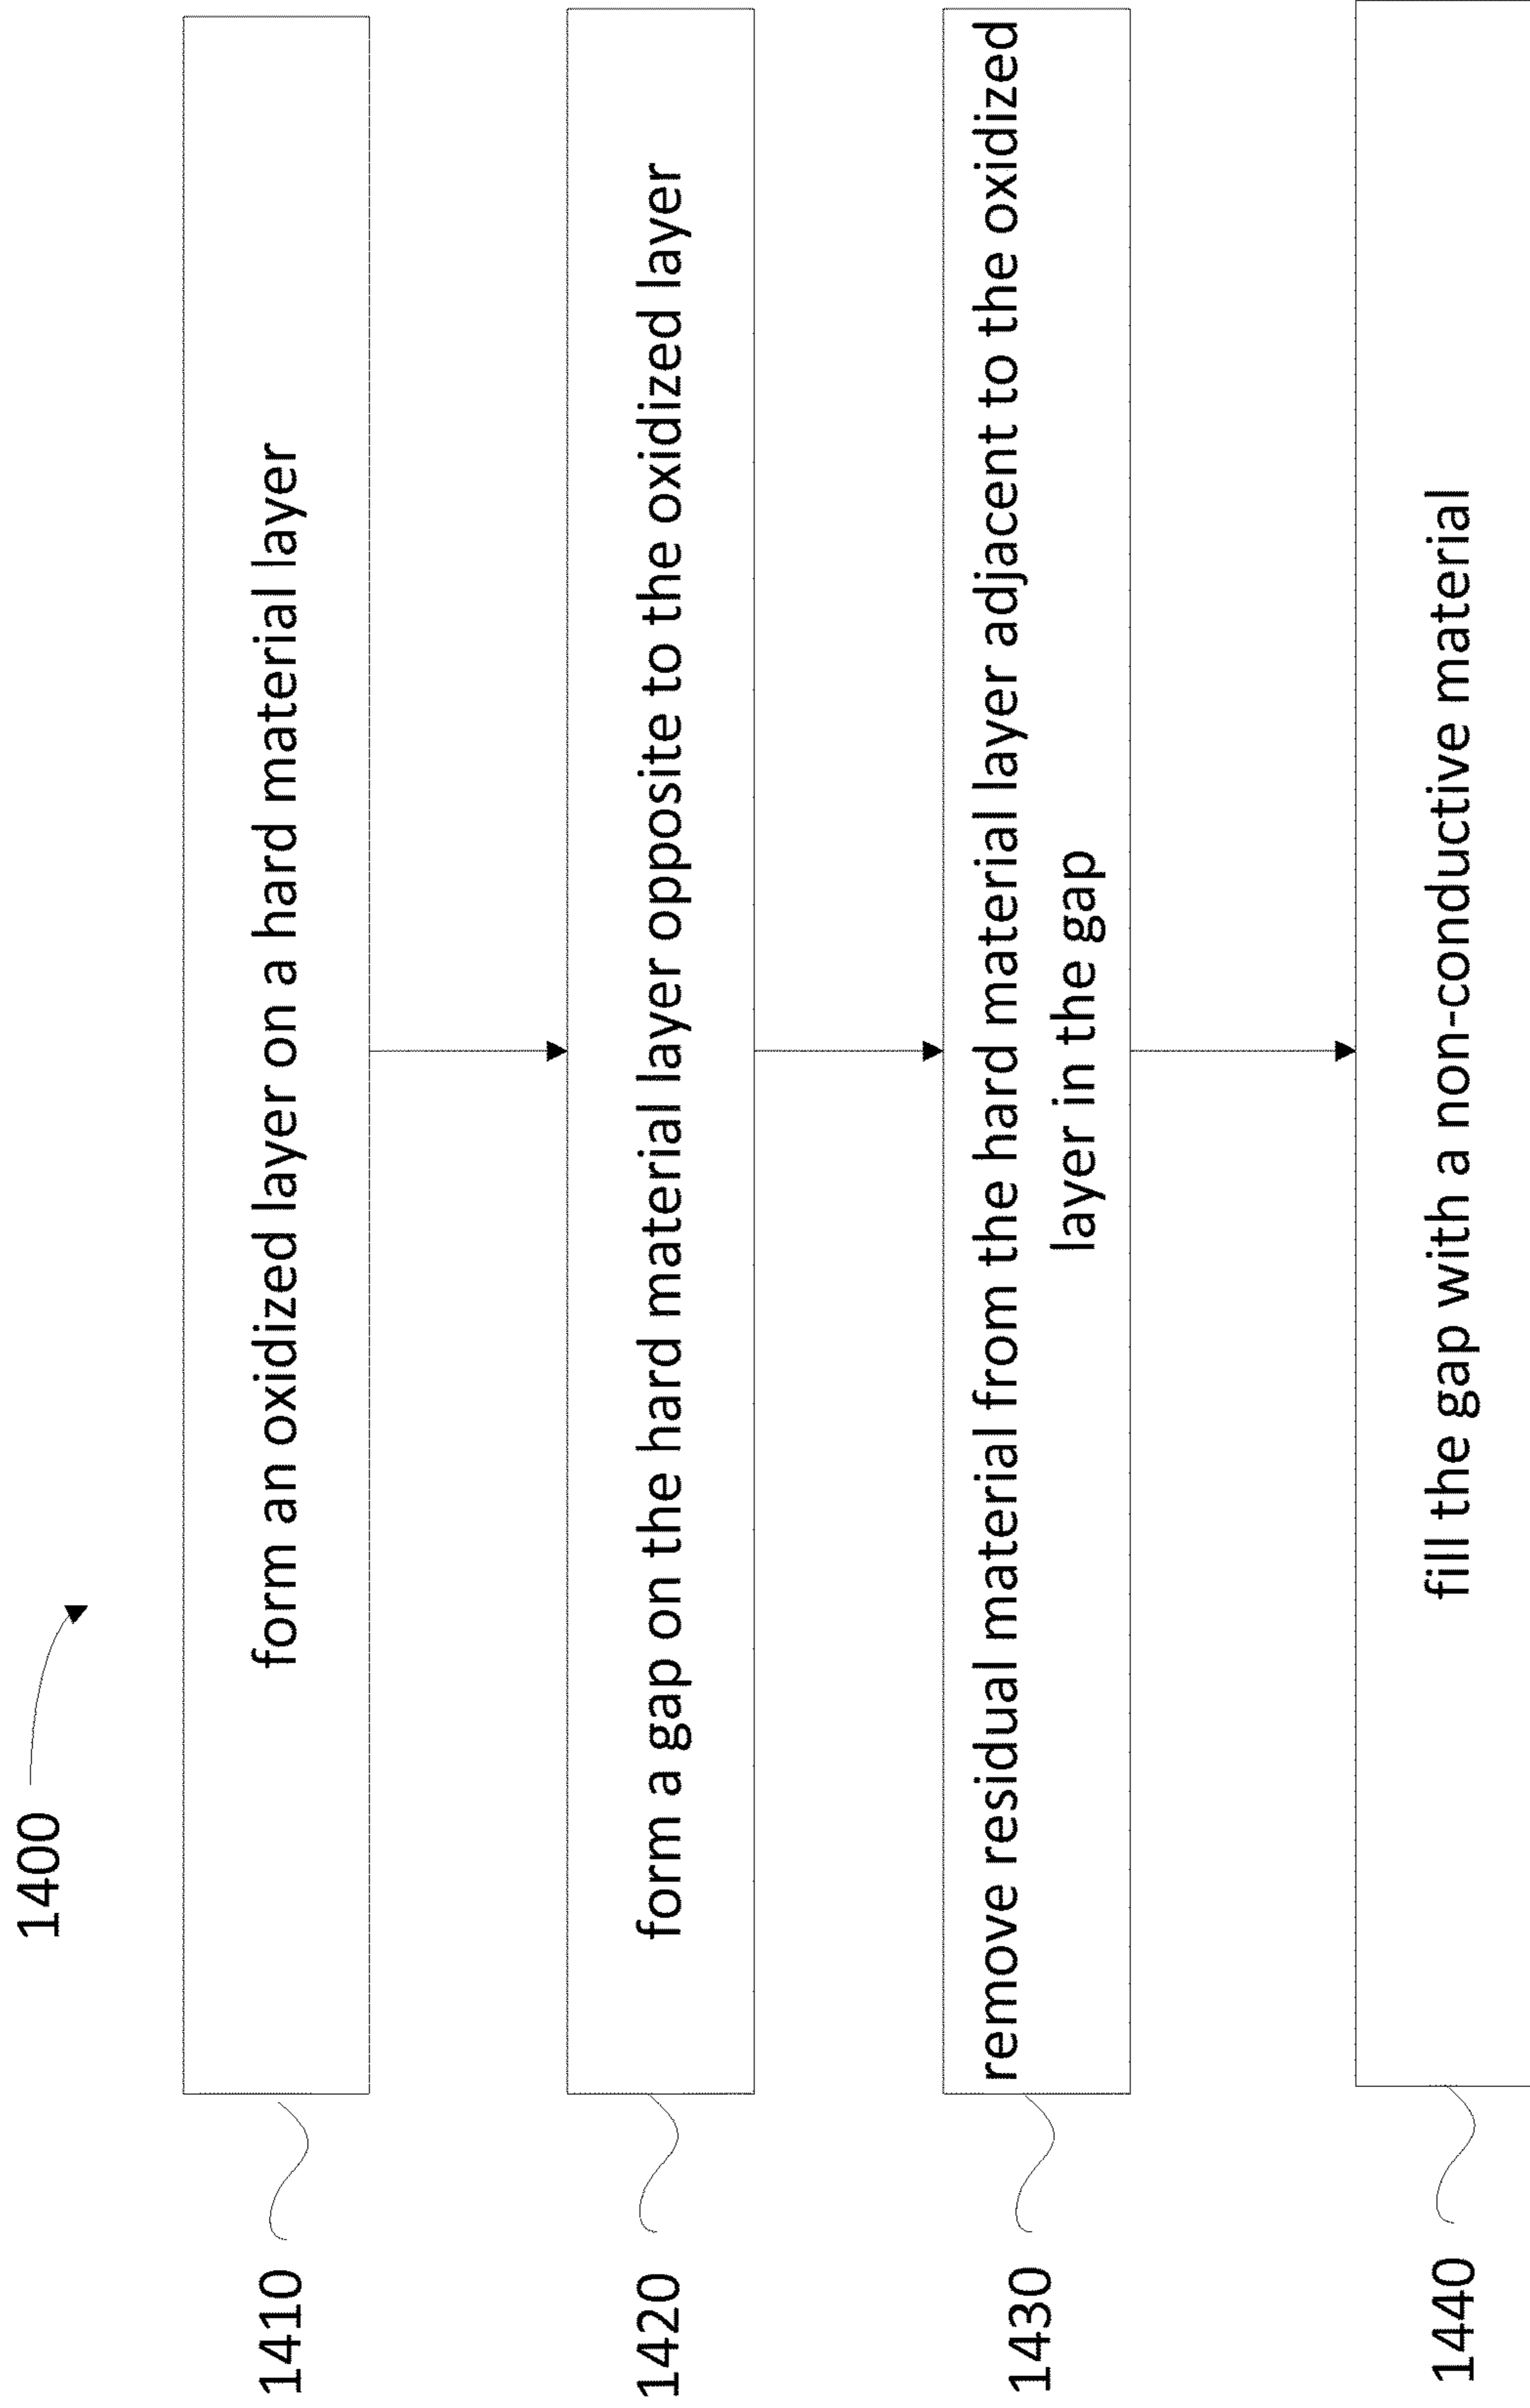 1400
1410
form an oxidized layer on a hard material layer
1420
form a gap on the hard material layer opposite to the oxidized layer
1430
remove residual material from the hard material layer adjacent to the oxidized
layer in the gap
1440
fill the gap with a non-conductive material